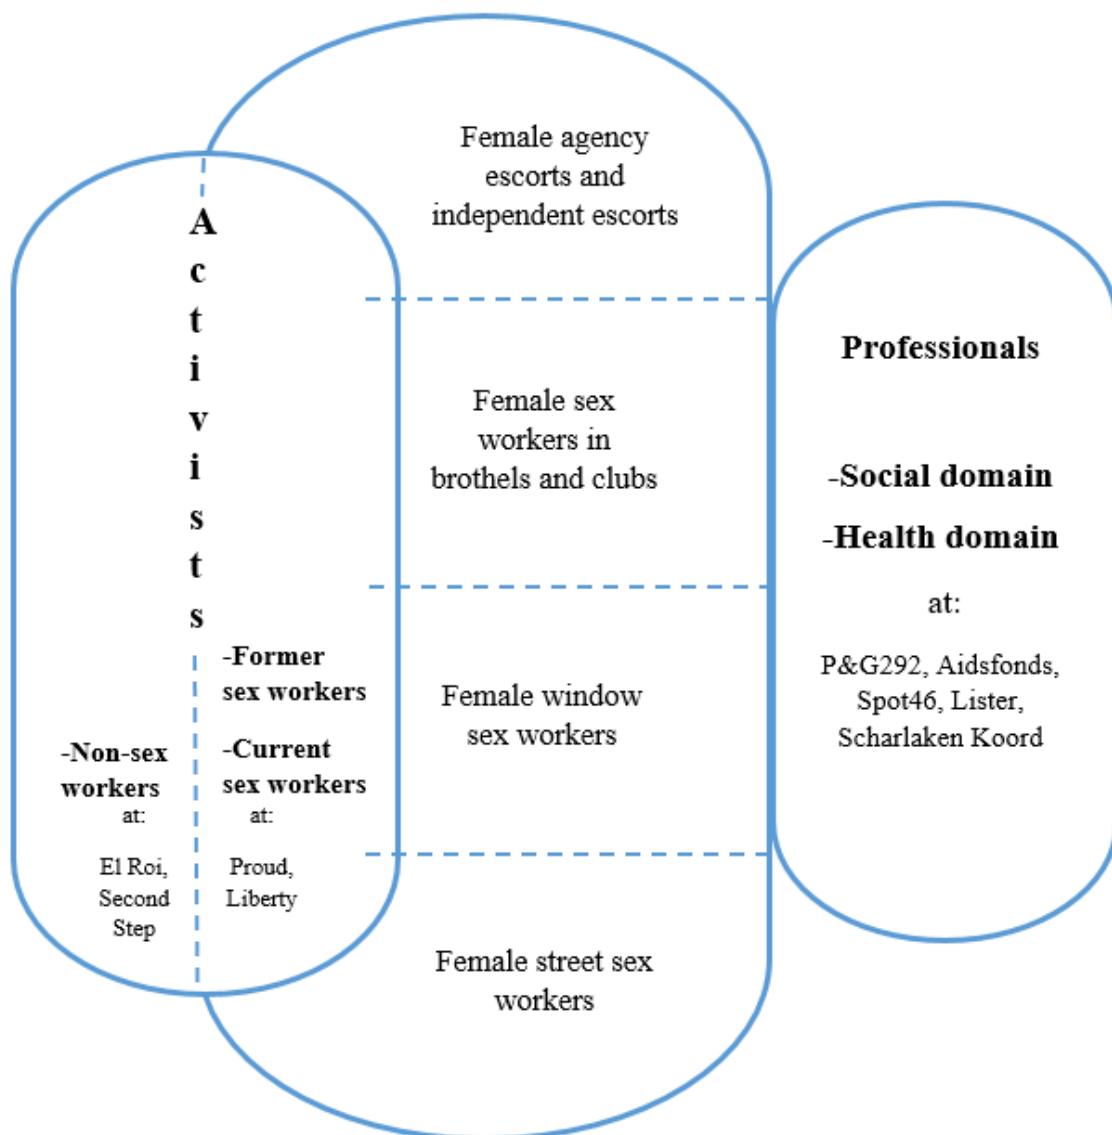 Activists
-Non-sex
workers
at:
El Roi,
Second
Step
-Former
sex workers
-Current
sex workers
at:
Proud,
Liberty
Female agency
escorts and
independent escorts
Female sex
workers in
brothels and clubs
Female window
sex workers
Female street sex
workers
Professionals
-Social domain
-Health domain
at:
P&G292, Aidsfonds,
Spot46, Lister,
Scharlaken Koord